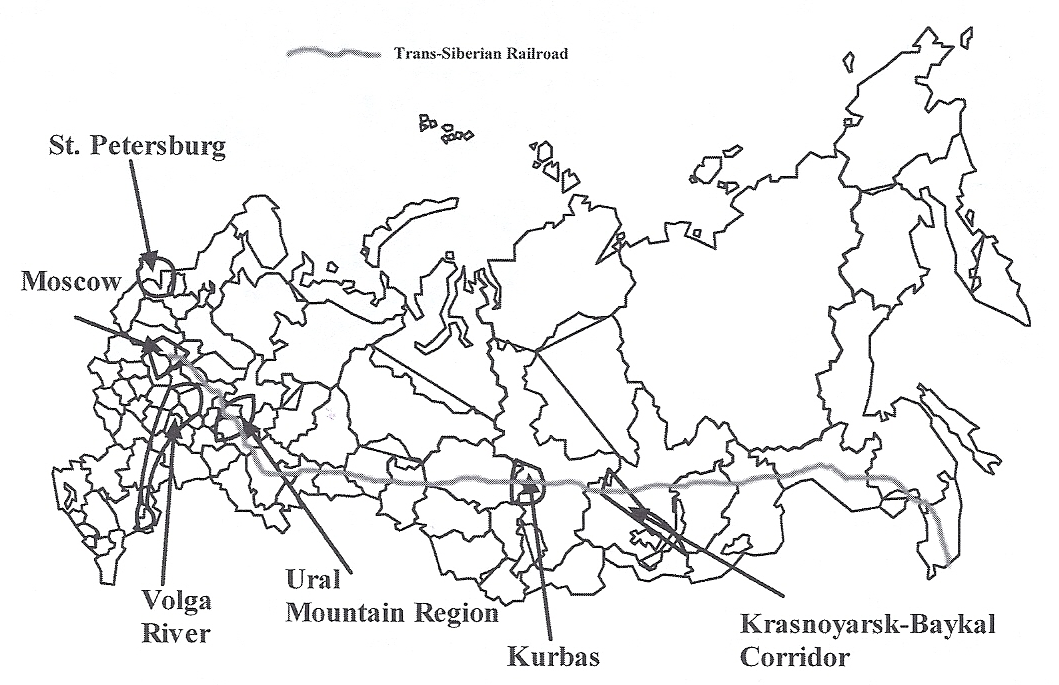 Trans-Siberian Railroad
St. Petersburg
Moscow
Volga
River
Ural
Mountain Region
Kurbas
Krasnoyarsk-Baykal
Corridor